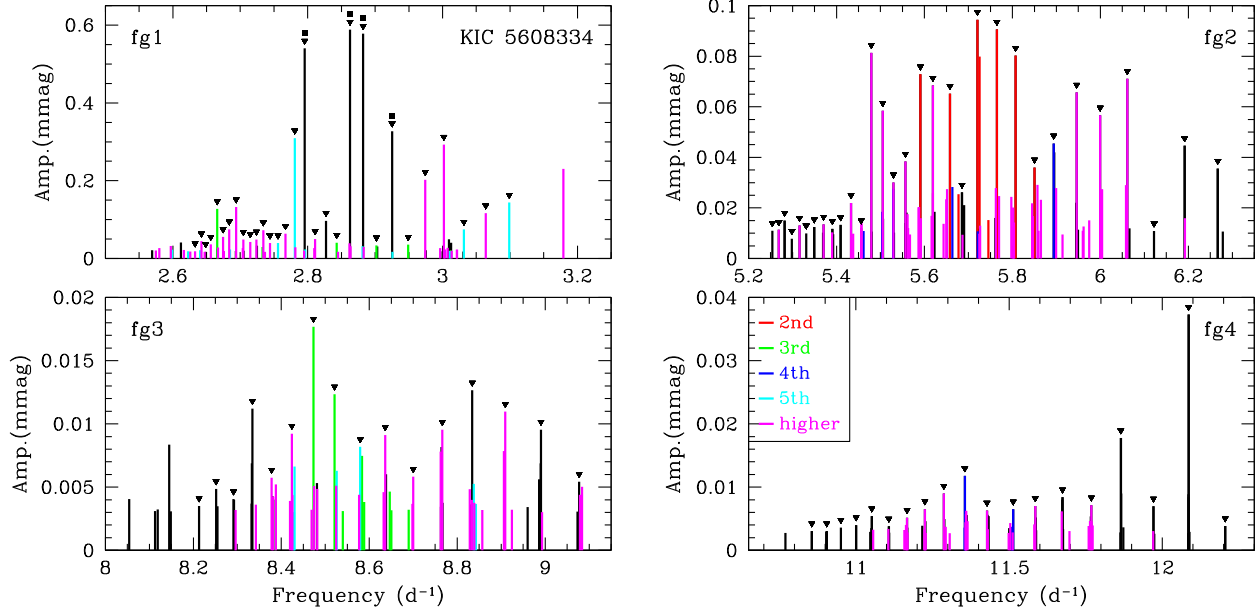 fg1
KIC 5608334
Amp.(mmag)
0.6
0.4
0.2
0
2.6
2.8
3
3.2
fg2
Amp.(mmag)
0.1
0.08
0.06
0.04
0.02
0
5.2
5.4
5.6
5.8
6
6.2
fg3
Amp.(mmag)
0.02
0.015
0.01
0.005
0
8
8.2
8.4
8.6
8.8
9
Frequency (d⁻¹)
fg4
Amp.(mmag)
0.04
0.03
0.02
0.01
0
2nd
3rd
4th
5th
higher
11
11.5
12
Frequency (d⁻¹)